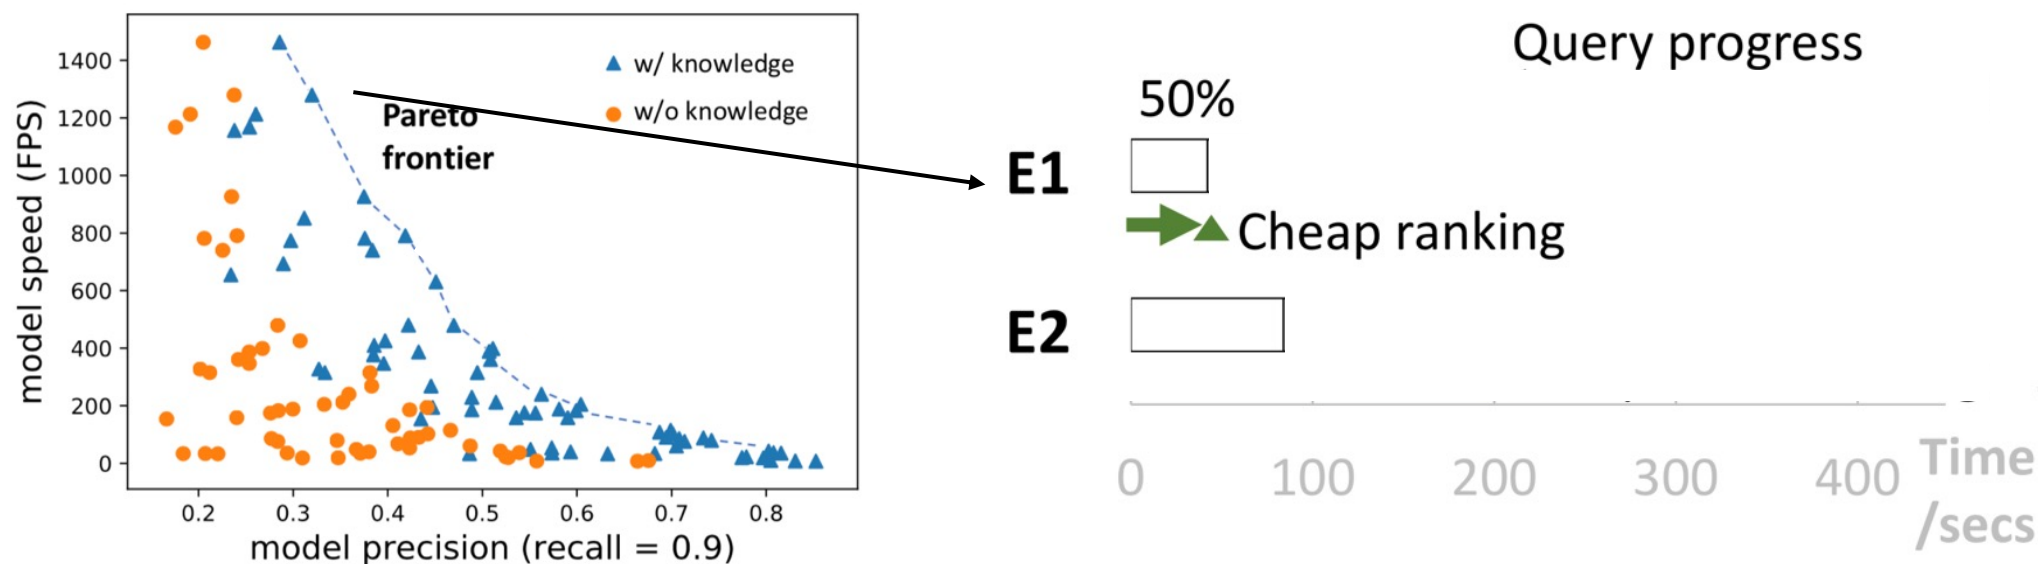 1400
1200
1000
800
600
400
200
0
model speed (FPS)
0.2 0.3 0.4 0.5 0.6 0.7 0.8
model precision (recall = 0.9)
w/ knowledge
w/o knowledge
Pareto
frontier
Query progress
50%
E1
Cheap ranking
E2
0 100 200 300 400
Time
/secs